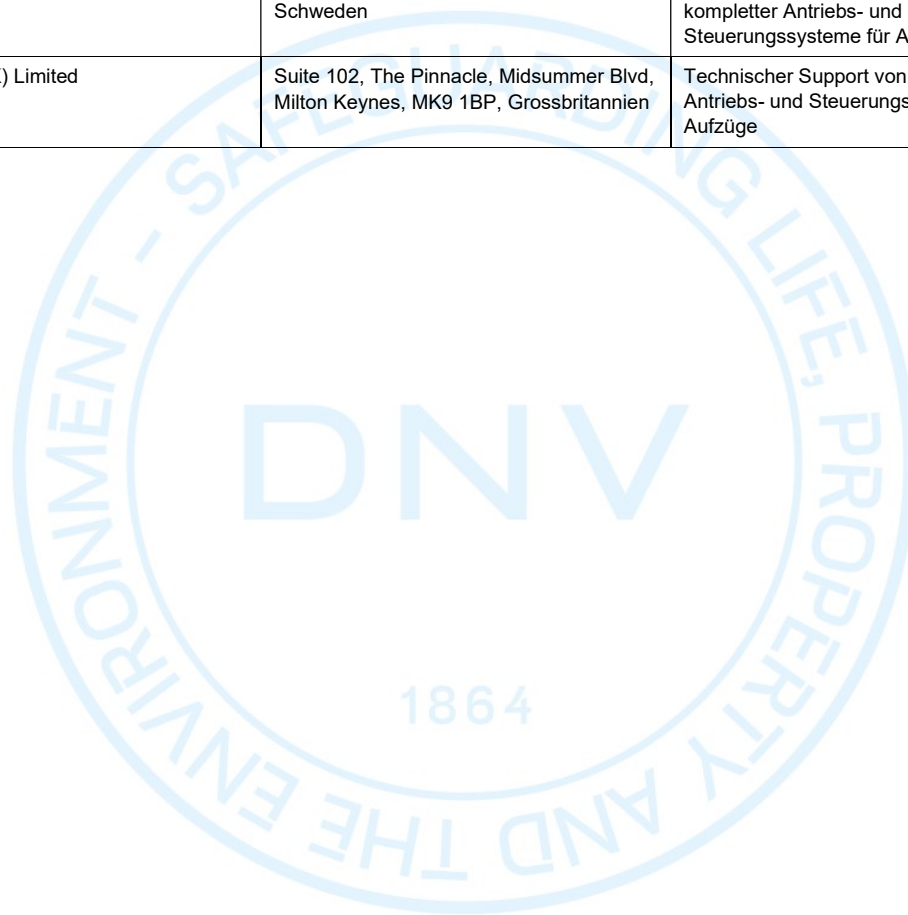 Schweden
kompletter Antriebs- und
Steuerungssysteme für A
) Limited
Suite 102, The Pinnacle, Midsummer Blvd,
Milton Keynes, MK9 1BP, Grossbritannien
Technischer Support von
Antriebs- und Steuerungs
Aufzüge
SAFEGUARDING LIFE, PROPERTY AND THE ENVIRONMENT -
DNV
1864